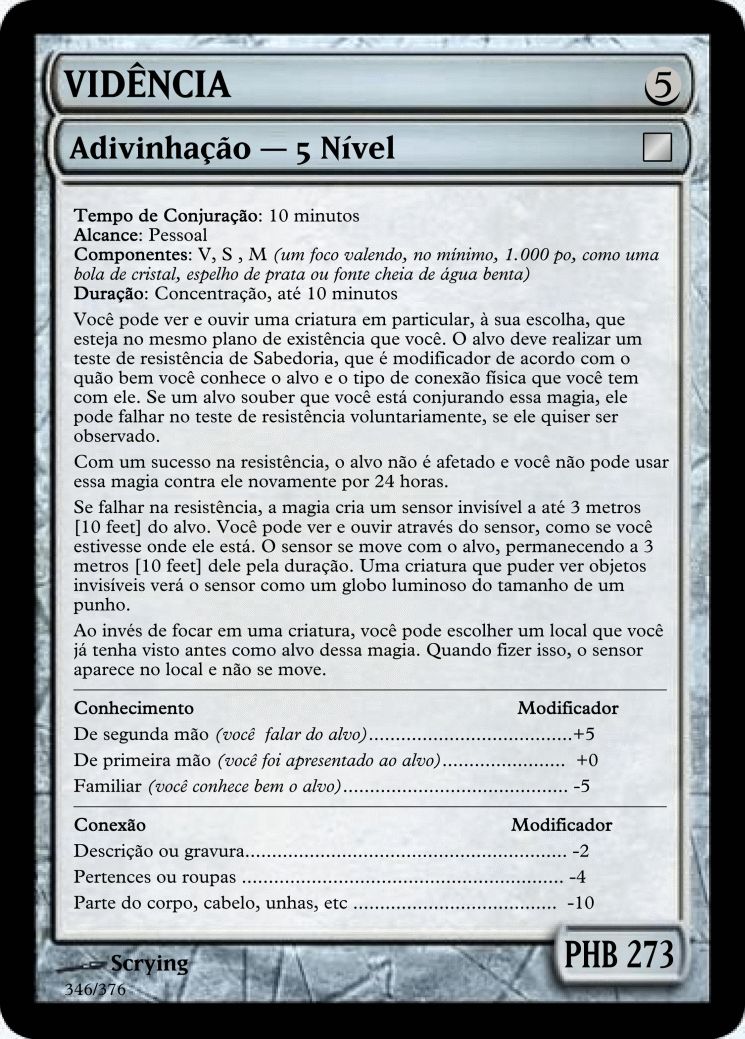 VIDÊNCIA 5
Adivinhação — 5 Nível
Tempo de Conjuração: 10 minutos
Alcance: Pessoal
Componentes: V, S , M (um foco valendo, no mínimo, 1.000 po, como uma
bola de cristal, espelho de prata ou fonte cheia de água benta)
Duração: Concentração, até 10 minutos
Você pode ver e ouvir uma criatura em particular, à sua escolha, que
esteja no mesmo plano de existência que você. O alvo deve realizar um
teste de resistência de Sabedoria, que é modificador de acordo com o
quão bem você conhece o alvo e o tipo de conexão física que você tem
com ele. Se um alvo souber que você está conjurando essa magia, ele
pode falhar no teste de resistência voluntariamente, se ele quiser ser
observado.
Com um sucesso na resistência, o alvo não é afetado e você não pode usar
essa magia contra ele novamente por 24 horas.
Se falhar na resistência, a magia cria um sensor invisível a até 3 metros
[10 feet] do alvo. Você pode ver e ouvir através do sensor, como se você
estivesse onde ele está. O sensor se move com o alvo, permanecendo a 3
metros [10 feet] dele pela duração. Uma criatura que puder ver objetos
invisíveis verá o sensor como um globo luminoso do tamanho de um
punho.
Ao invés de focar em uma criatura, você pode escolher um local que você
já tenha visto antes como alvo dessa magia. Quando fizer isso, o sensor
aparece no local e não se move.
Conhecimento Modificador
De segunda mão (você falar do alvo)......................................+5
De primeira mão (você foi apresentado ao alvo)....................... +0
Familiar (você conhece bem o alvo).......................................... -5
Conexão Modificador
Descrição ou gravura............................................................ -2
Pertences ou roupas ............................................................ -4
Parte do corpo, cabelo, unhas, etc ...................................... -10
Scrying
PHB 273
346/376